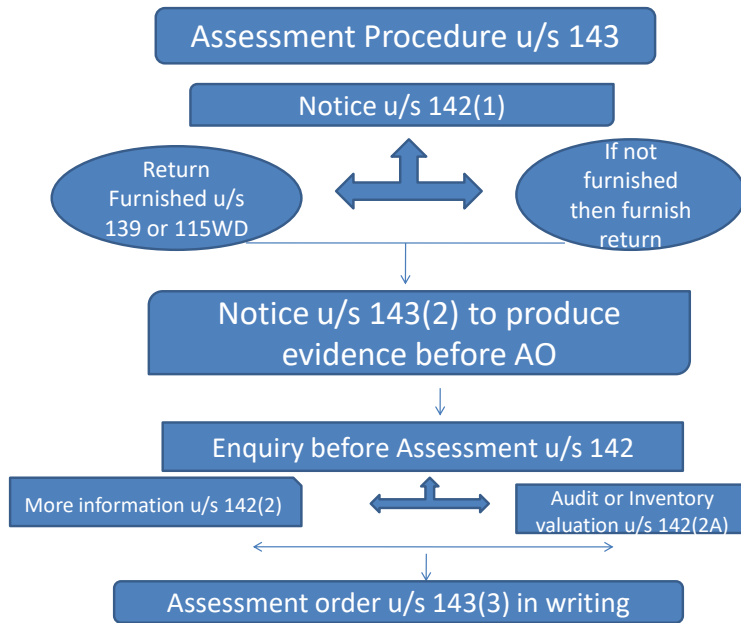 Assessment Procedure u/s 143
Notice u/s 142(1)
Return
Furnished u/s
139 or 115WD
If not
furnished
then furnish
return
Notice u/s 143(2) to produce
evidence before AO
Enquiry before Assessment u/s 142
More information u/s 142(2)
Audit or Inventory
valuation u/s 142(2A)
Assessment order u/s 143(3) in writing